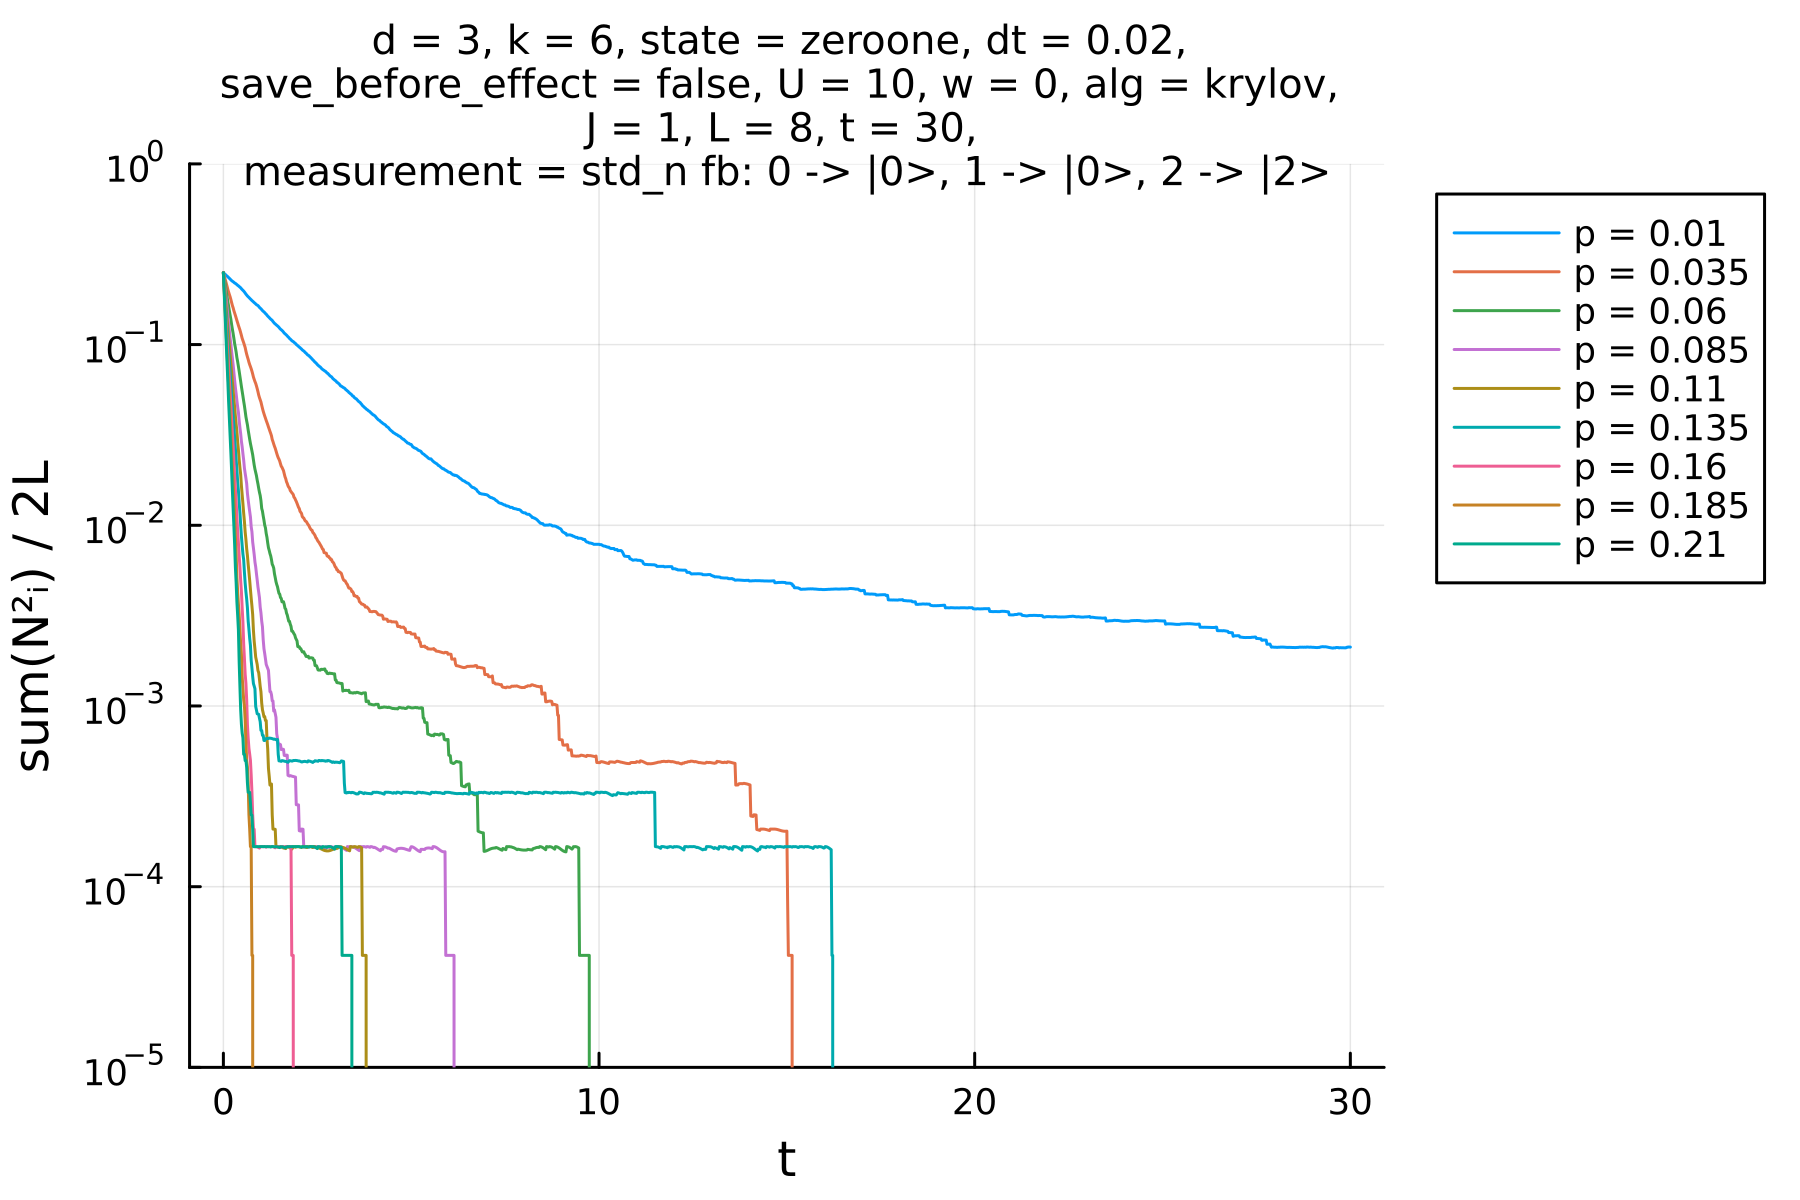 d = 3, k = 6, state = zeroone, dt = 0.02,
save_before_effect = false, U = 10, w = 0, alg = krylov,
J = 1, L = 8, t = 30,
measurement = std_n fb: 0 -> |0>, 1 -> |0>, 2 -> |2>
10⁰
10⁻¹
10⁻²
10⁻³
10⁻⁴
10⁻⁵
sum(N²ᵢ) / 2L
0
10
20
30
t
p = 0.01
p = 0.035
p = 0.06
p = 0.085
p = 0.11
p = 0.135
p = 0.16
p = 0.185
p = 0.21